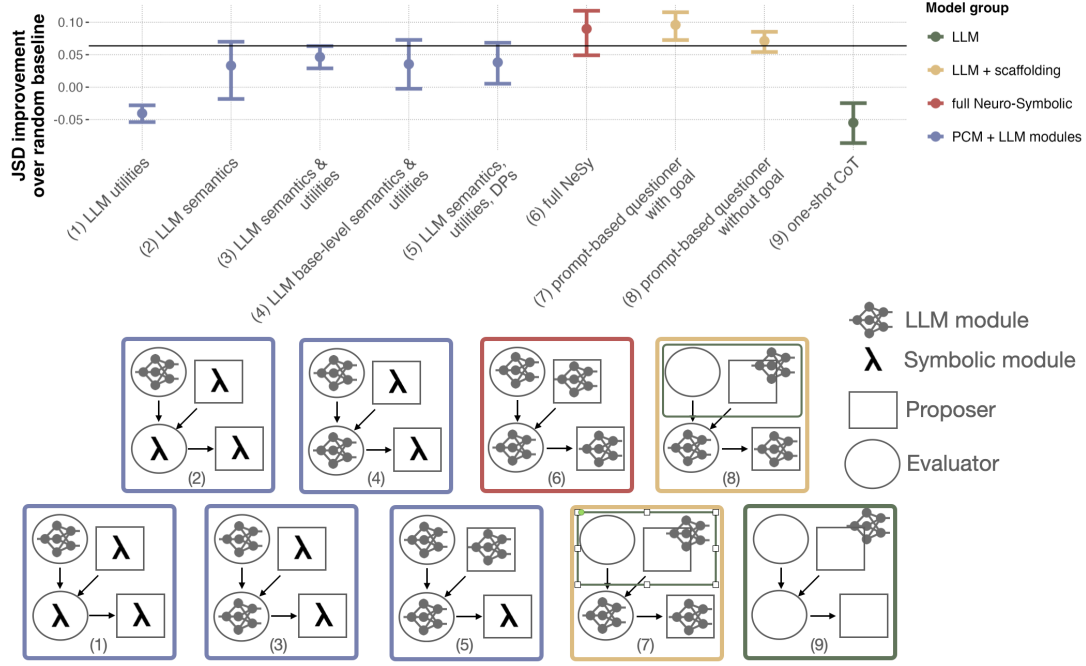 JSD improvement
over random baseline
0.10
0.05
0.00
-0.05
(1) LLM utilities
(2) LLM semantics
(3) LLM semantics &
utilities
(4) LLM base-level semantics &
utilities
(5) LLM semantics,
utilities, DPs
(6) full NeSy
(7) prompt-based questioner
with goal
(8) prompt-based questioner
without goal
(9) one-shot CoT
Model group
LLM
LLM + scaffolding
full Neuro-Symbolic
PCM + LLM modules
LLM module
λ Symbolic module
Proposer
Evaluator
λ
λ λ
(2)
λ
λ
(4)
(6)
(8)
λ
λ λ
(1)
λ
λ
(3)
λ
(5)
(7)
(9)